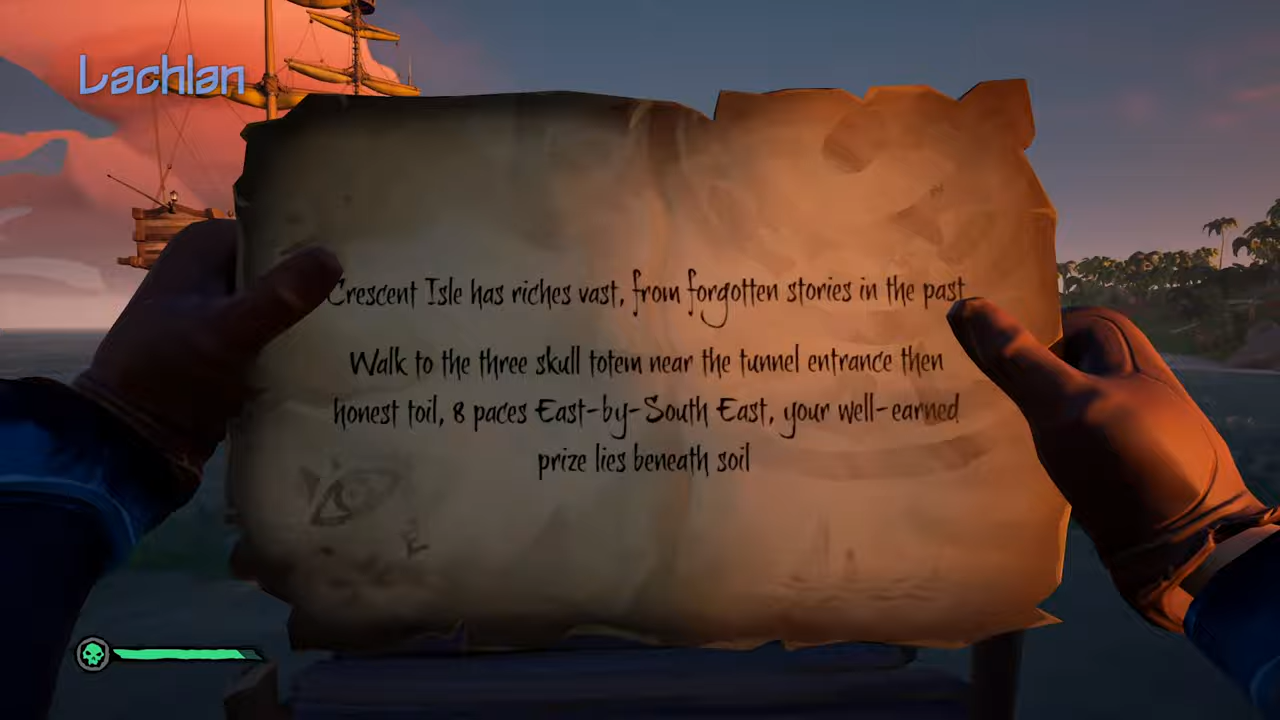 Lachlan
Crescent Isle has riches vast, from forgotten stories in the past
Walk to the three skull totem near the tunnel entrance then
honest toil, 8 paces East-by-South East, your well-earned
prize lies beneath soil